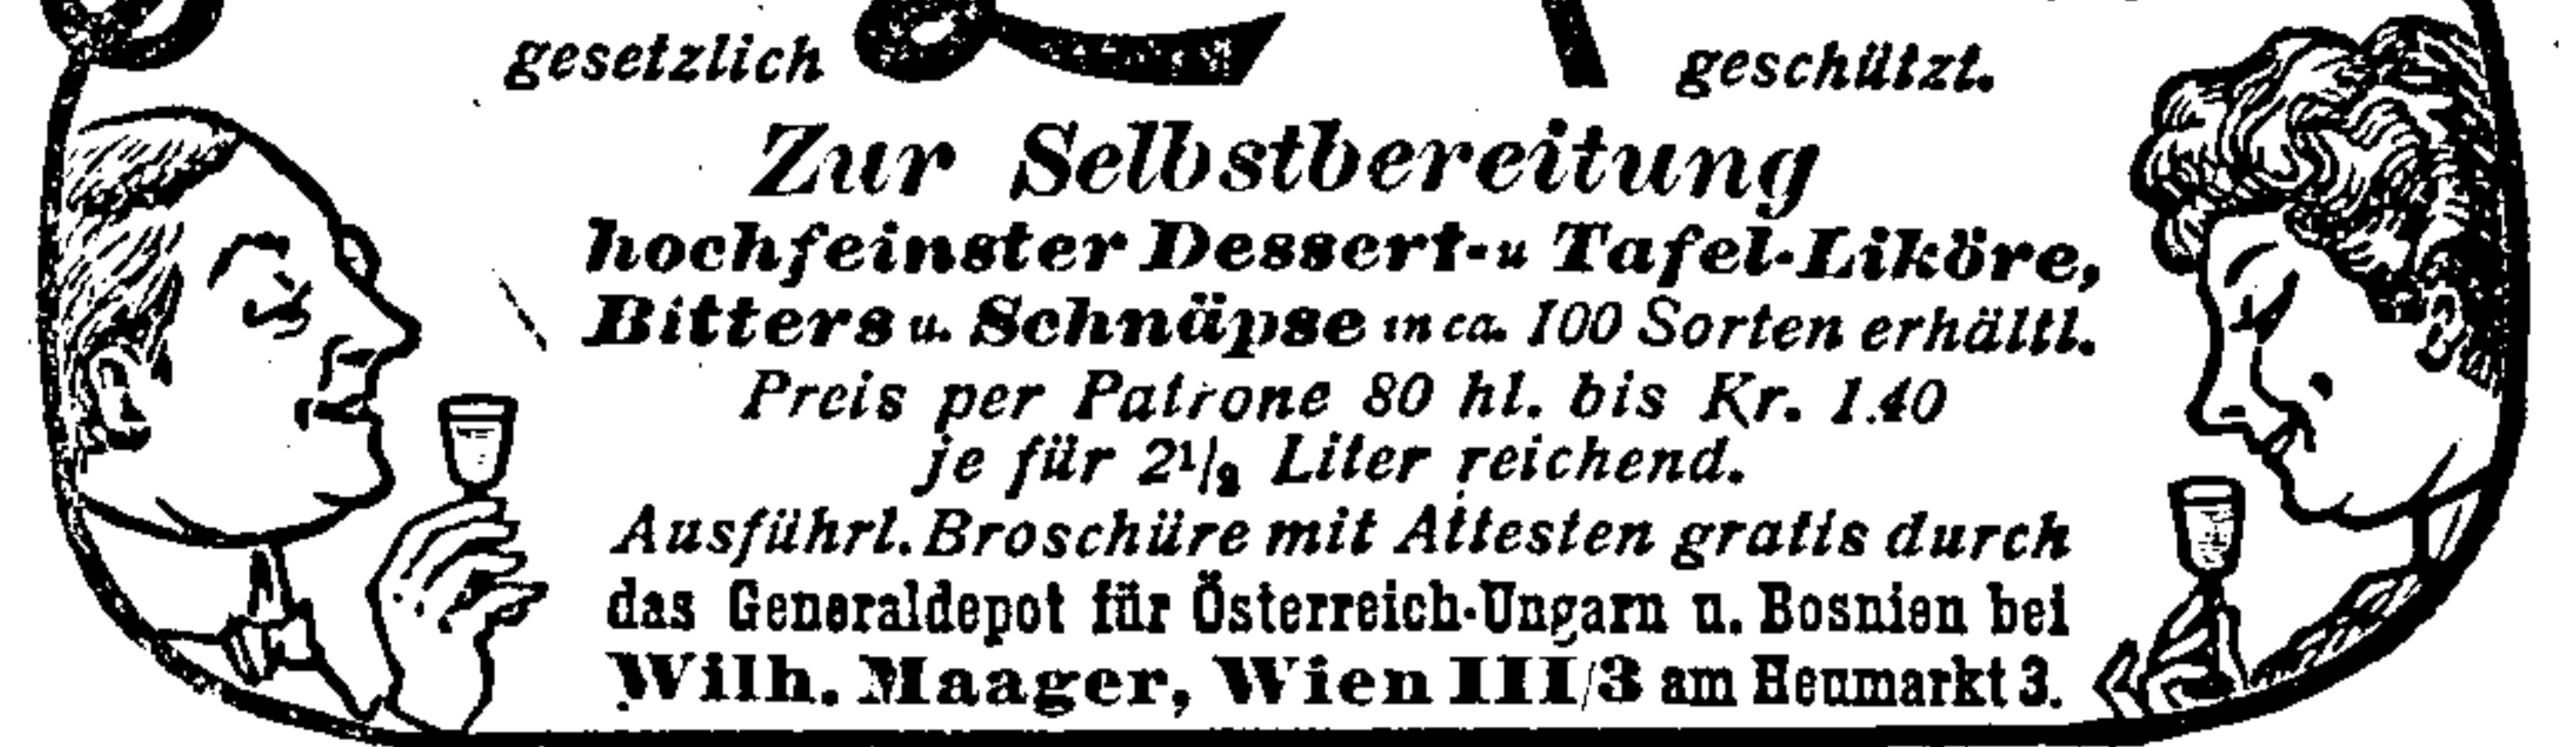 gesetzlich geschützt.
Zur Selbstbereitung
hochfeinster Dessert- u Tafel-Liköre,
Bitters u. Schnäpse in ca. 100 Sorten erhältl.
Preis per Patrone 80 hl. bis Kr. 1.40
je für 2½ Liter reichend.
Ausführl. Broschüre mit Attesten gratis durch
das Generaldepot für Österreich-Ungarn u. Bosnien bei
Wilh. Maager, Wien III/3 am Heumarkt 3.